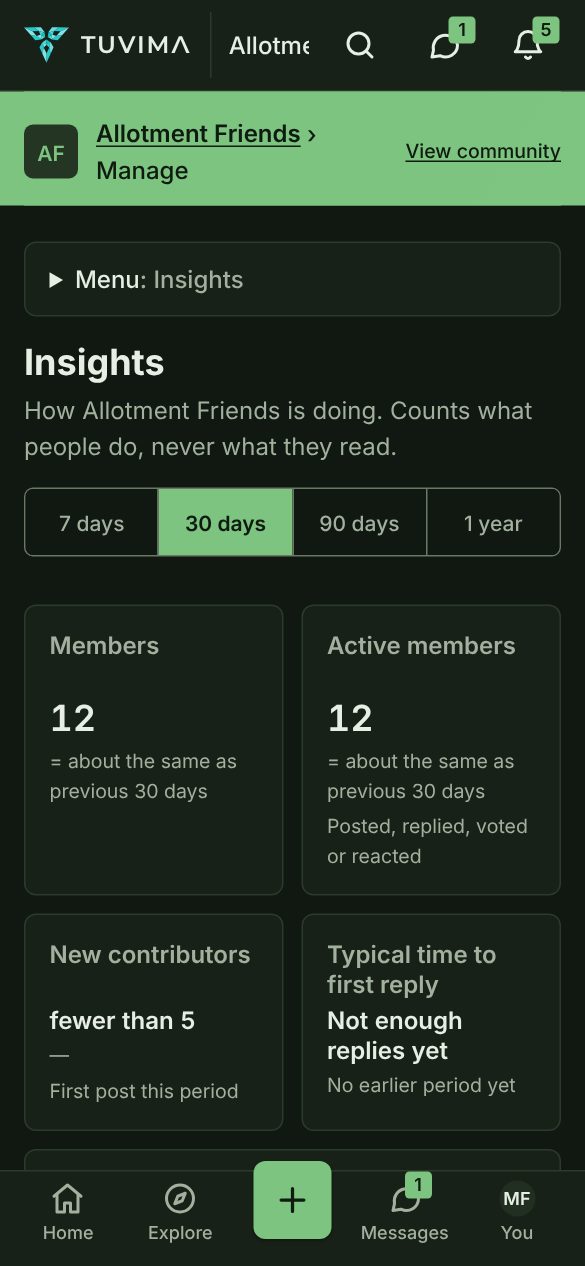 TUVIMA
Allotme
1
5
AF
Allotment Friends ›
Manage
View community
Menu: Insights
Insights
How Allotment Friends is doing. Counts what
people do, never what they read.
7 days
30 days
90 days
1 year
Members
12
= about the same as
previous 30 days
Active members
12
= about the same as
previous 30 days
Posted, replied, voted
or reacted
New contributors
fewer than 5
—
First post this period
Typical time to
first reply
Not enough
replies yet
No earlier period yet
Home
Explore
+
1
Messages
MF
You